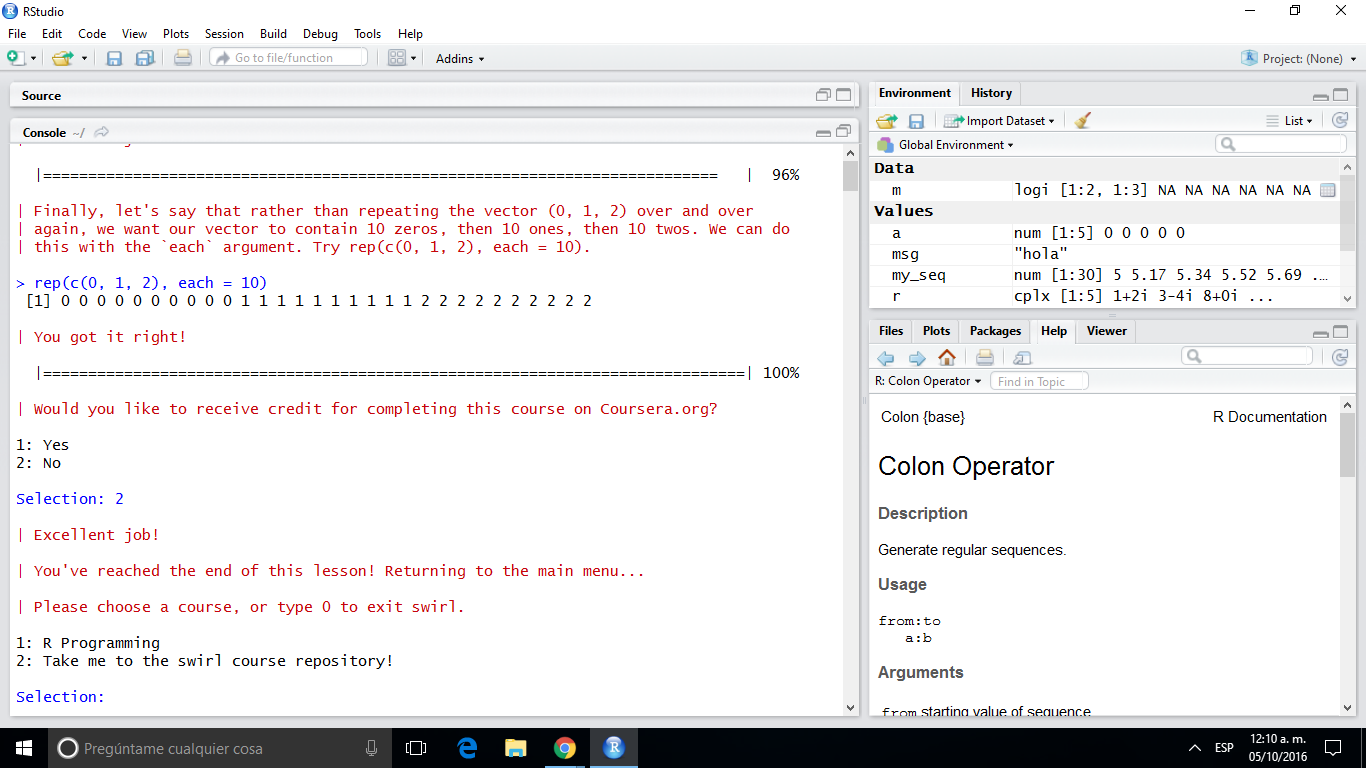 RStudio
File Edit Code View Plots Session Build Debug Tools Help
Go to file/function Addins Project: (None)
Source
Console ~/
|=========================================================================== | 96%
| Finally, let's say that rather than repeating the vector (0, 1, 2) over and over
| again, we want our vector to contain 10 zeros, then 10 ones, then 10 twos. We can do
| this with the `each` argument. Try rep(c(0, 1, 2), each = 10).
> rep(c(0, 1, 2), each = 10)
[1] 0 0 0 0 0 0 0 0 0 0 1 1 1 1 1 1 1 1 1 1 2 2 2 2 2 2 2 2 2 2
| You got it right!
|==============================================================================| 100%
| Would you like to receive credit for completing this course on Coursera.org?
1: Yes
2: No
Selection: 2
| Excellent job!
| You've reached the end of this lesson! Returning to the main menu...
| Please choose a course, or type 0 to exit swirl.
1: R Programming
2: Take me to the swirl course repository!
Selection:
Environment History
Import Dataset List
Global Environment
Data
m logi [1:2, 1:3] NA NA NA NA NA NA
Values
a num [1:5] 0 0 0 0 0
msg "hola"
my_seq num [1:30] 5 5.17 5.34 5.52 5.69 ...
r cplx [1:5] 1+2i 3-4i 8+0i ...
Files Plots Packages Help Viewer
R: Colon Operator Find in Topic
Colon {base} R Documentation
Colon Operator
Description
Generate regular sequences.
Usage
from:to
a:b
Arguments
from starting value of sequence
Pregúntame cualquier cosa
ESP
12:10 a. m.
05/10/2016